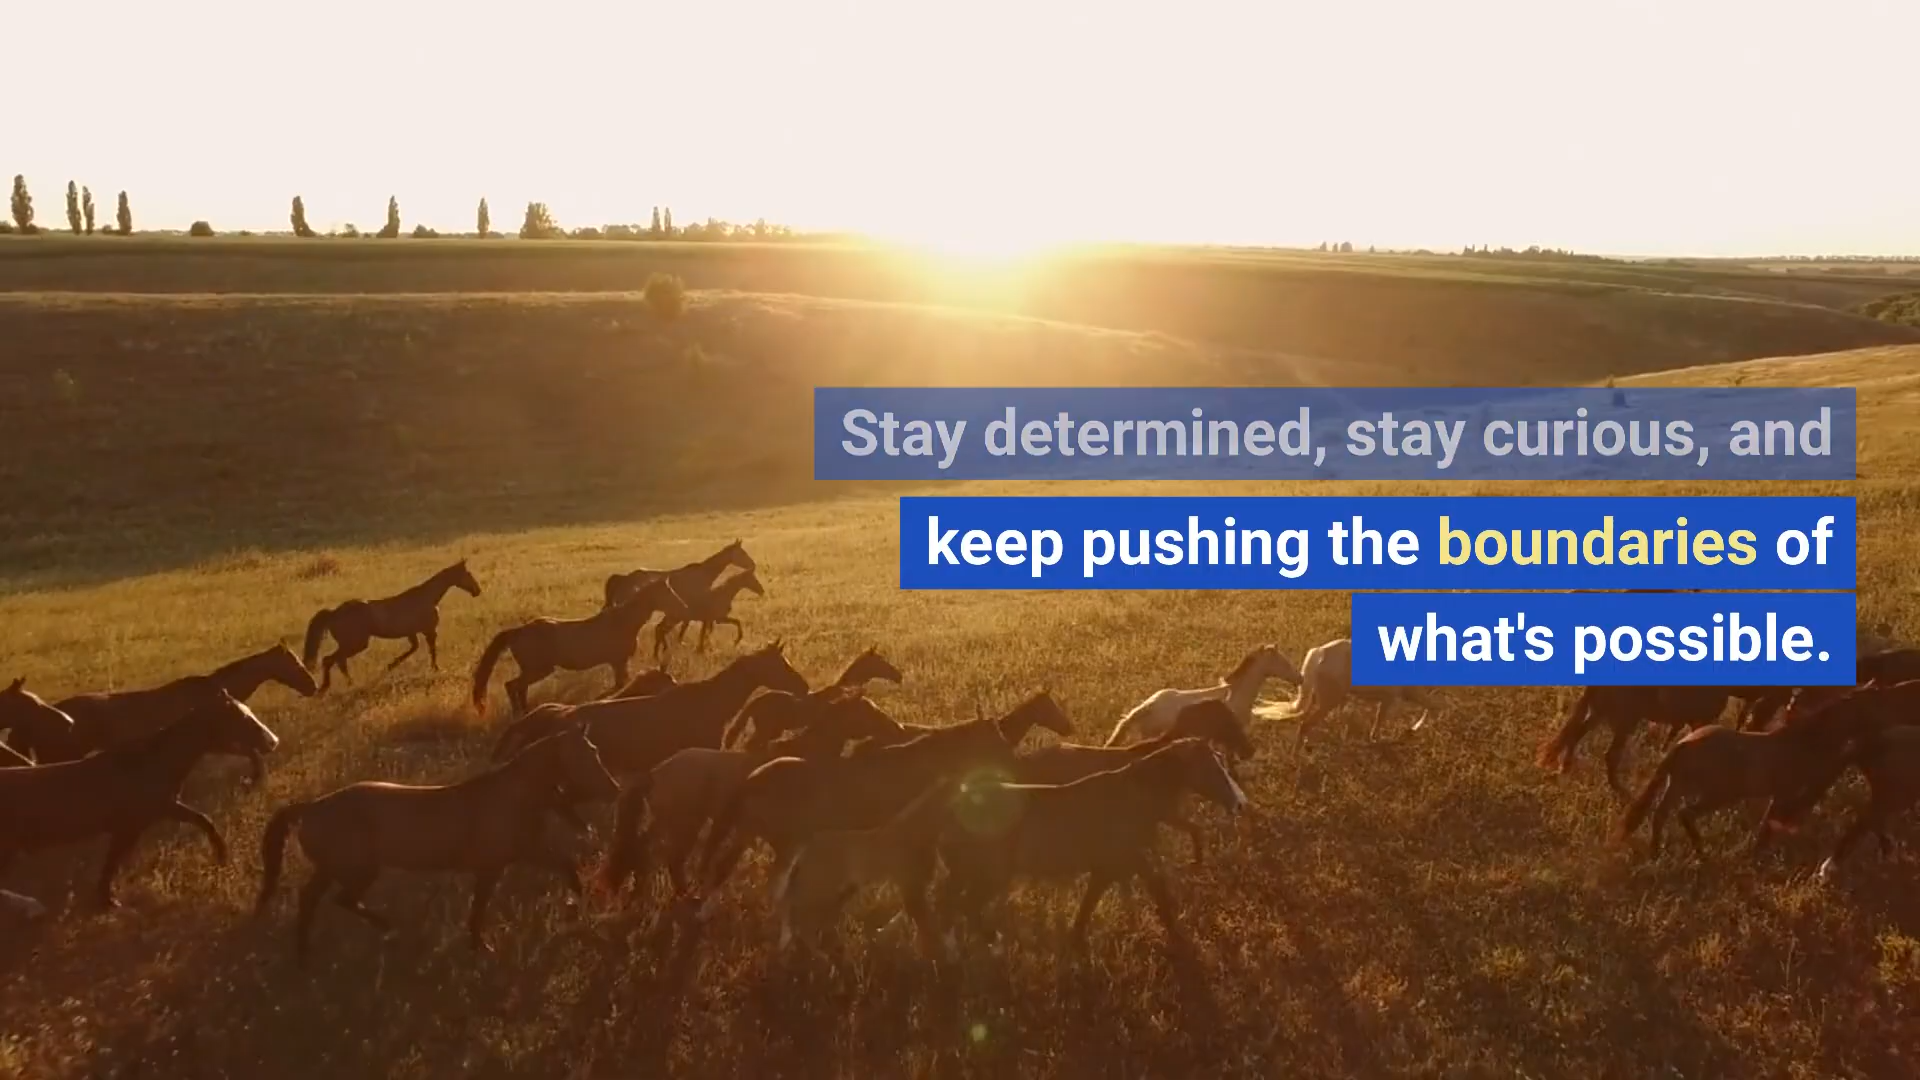 Stay determined, stay curious, and
keep pushing the boundaries of
what's possible.